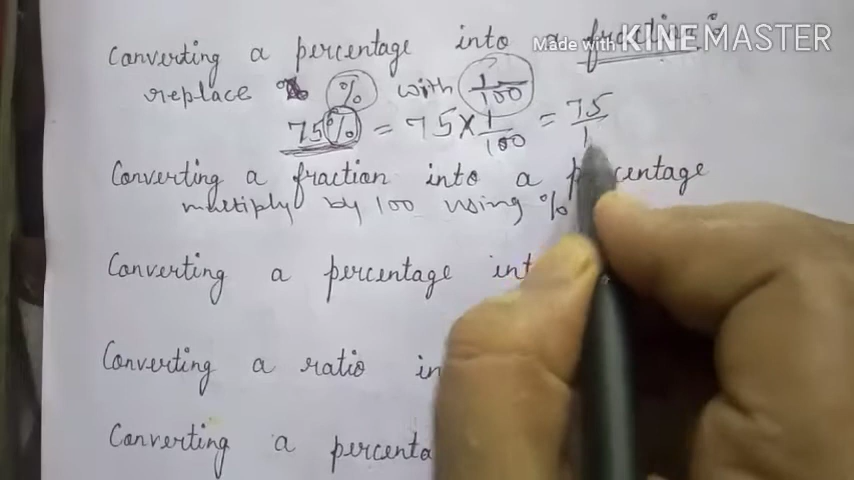 Converting a percentage into a fraction
Made with KINEMASTER
replace % with 1/100
75% = 75 × 1/100 = 75/1
Converting a fraction into a percentage
multiply by 100 using %
Converting a percentage int
Converting a ratio in
Converting a percenta